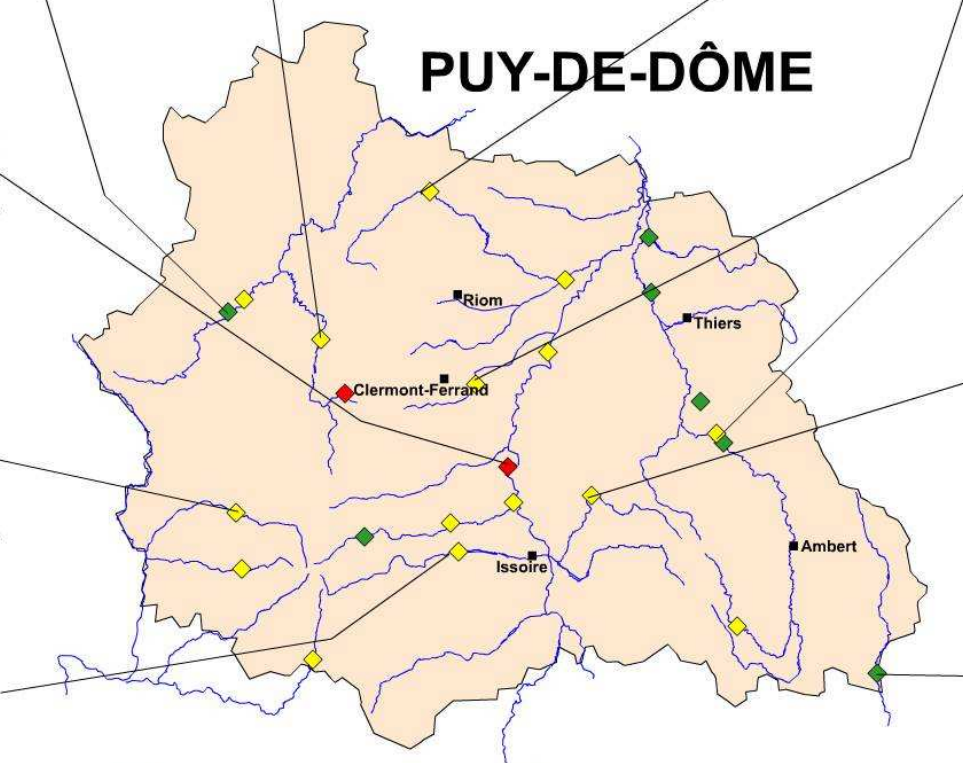 PUY-DE-DÔME
Riom
Thiers
Clermont-Ferrand
Ambert
Issoire